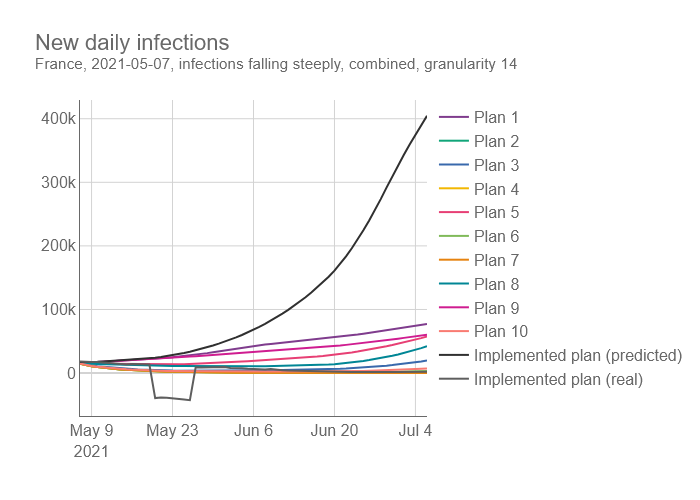 New daily infections
France, 2021-05-07, infections falling steeply, combined, granularity 14
400k
300k
200k
100k
0
May 9
2021
May 23
Jun 6
Jun 20
Jul 4
Plan 1
Plan 2
Plan 3
Plan 4
Plan 5
Plan 6
Plan 7
Plan 8
Plan 9
Plan 10
Implemented plan (predicted)
Implemented plan (real)